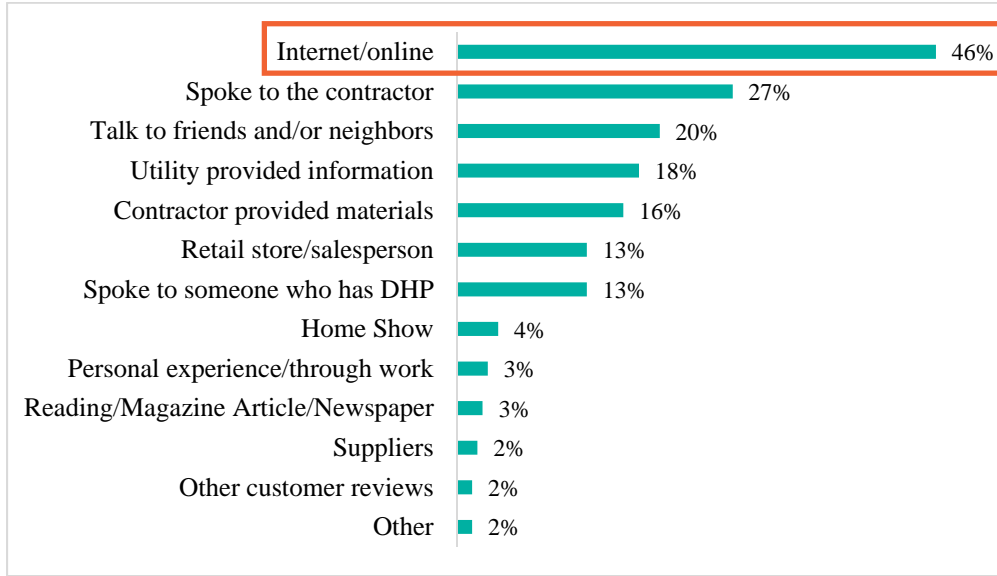 Internet/online 46%
Spoke to the contractor 27%
Talk to friends and/or neighbors 20%
Utility provided information 18%
Contractor provided materials 16%
Retail store/salesperson 13%
Spoke to someone who has DHP 13%
Home Show 4%
Personal experience/through work 3%
Reading/Magazine Article/Newspaper 3%
Suppliers 2%
Other customer reviews 2%
Other 2%